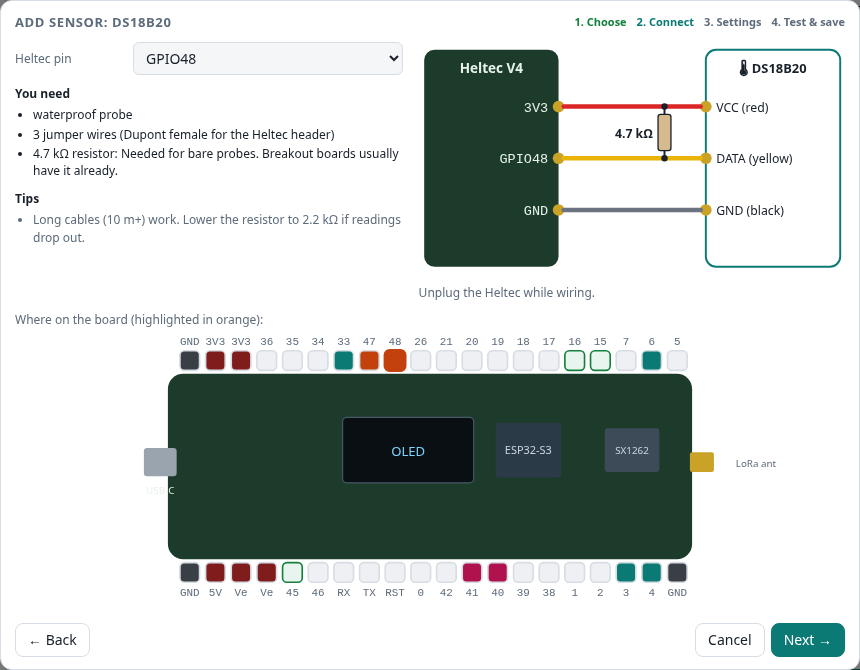 ADD SENSOR: DS18B20
1. Choose 2. Connect 3. Settings 4. Test & save
Heltec pin
GPIO48
You need
• waterproof probe
• 3 jumper wires (Dupont female for the Heltec header)
• 4.7 kΩ resistor: Needed for bare probes. Breakout boards usually
have it already.
Tips
• Long cables (10 m+) work. Lower the resistor to 2.2 kΩ if readings
drop out.
Heltec V4
DS18B20
3V3
VCC (red)
4.7 kΩ
GPIO48
DATA (yellow)
GND
GND (black)
Unplug the Heltec while wiring.
Where on the board (highlighted in orange):
GND 3V3 3V3 36 35 34 33 47 48 26 21 20 19 18 17 16 15 7 6 5
OLED
ESP32-S3
SX1262
LoRa ant
USB-C
GND 5V Ve Ve 45 46 RX TX RST 0 42 41 40 39 38 1 2 3 4 GND
← Back
Cancel
Next →